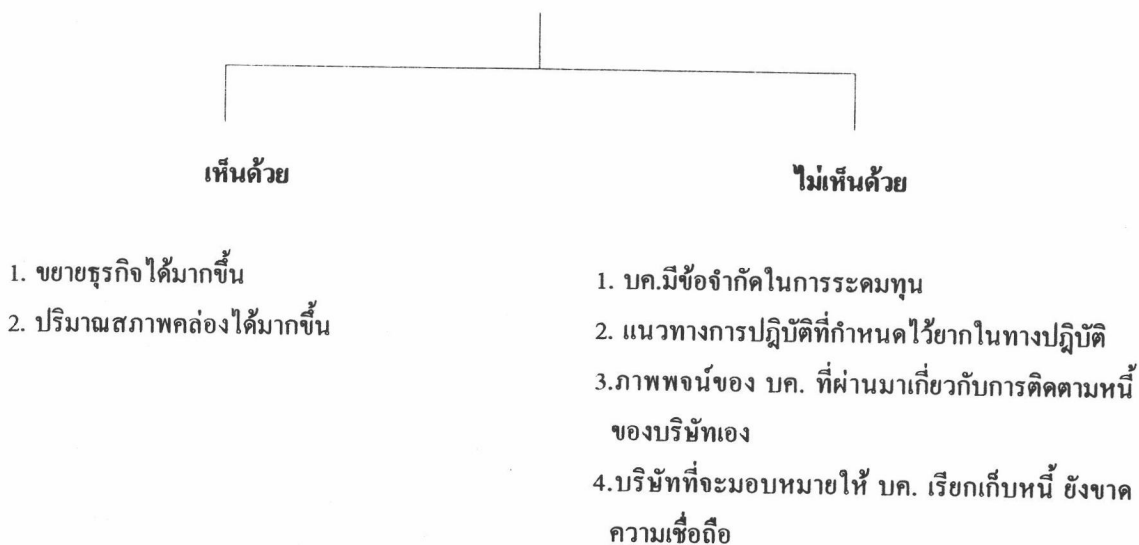 เห็นด้วย
1. ขยายธุรกิจได้มากขึ้น
2. ปริมาณสภาพคล่องได้มากขึ้น
ไม่เห็นด้วย
1. บค.มีข้อจำกัดในการระดมทุน
2. แนวทางการปฏิบัติที่กำหนดไว้ยากในทางปฏิบัติ
3.ภาพพจน์ของ บค. ที่ผ่านมาเกี่ยวกับการติดตามหนี้
ของบริษัทเอง
4.บริษัทที่จะมอบหมายให้ บค. เรียกเก็บหนี้ ยังขาด
ความเชื่อถือ